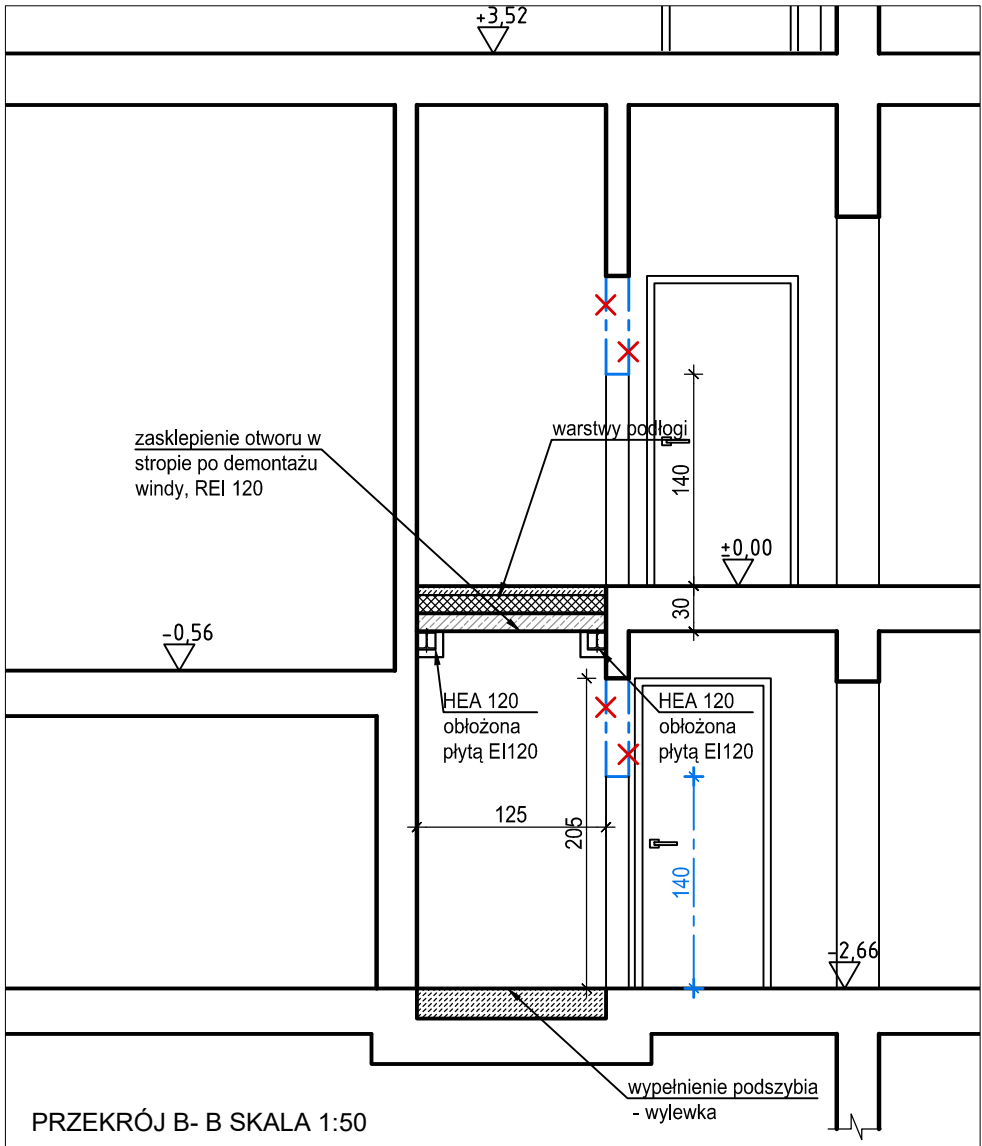 +3,52
zasklepienie otworu w
stropie po demontażu
windy, REI 120
warstwy podłogi
140
±0,00
30
-0,56
HEA 120
obłożona
płytą EI120
HEA 120
obłożona
płytą EI120
125
205
140
-2,66
wypełnienie podszybia
- wylewka
PRZEKRÓJ B- B SKALA 1:50